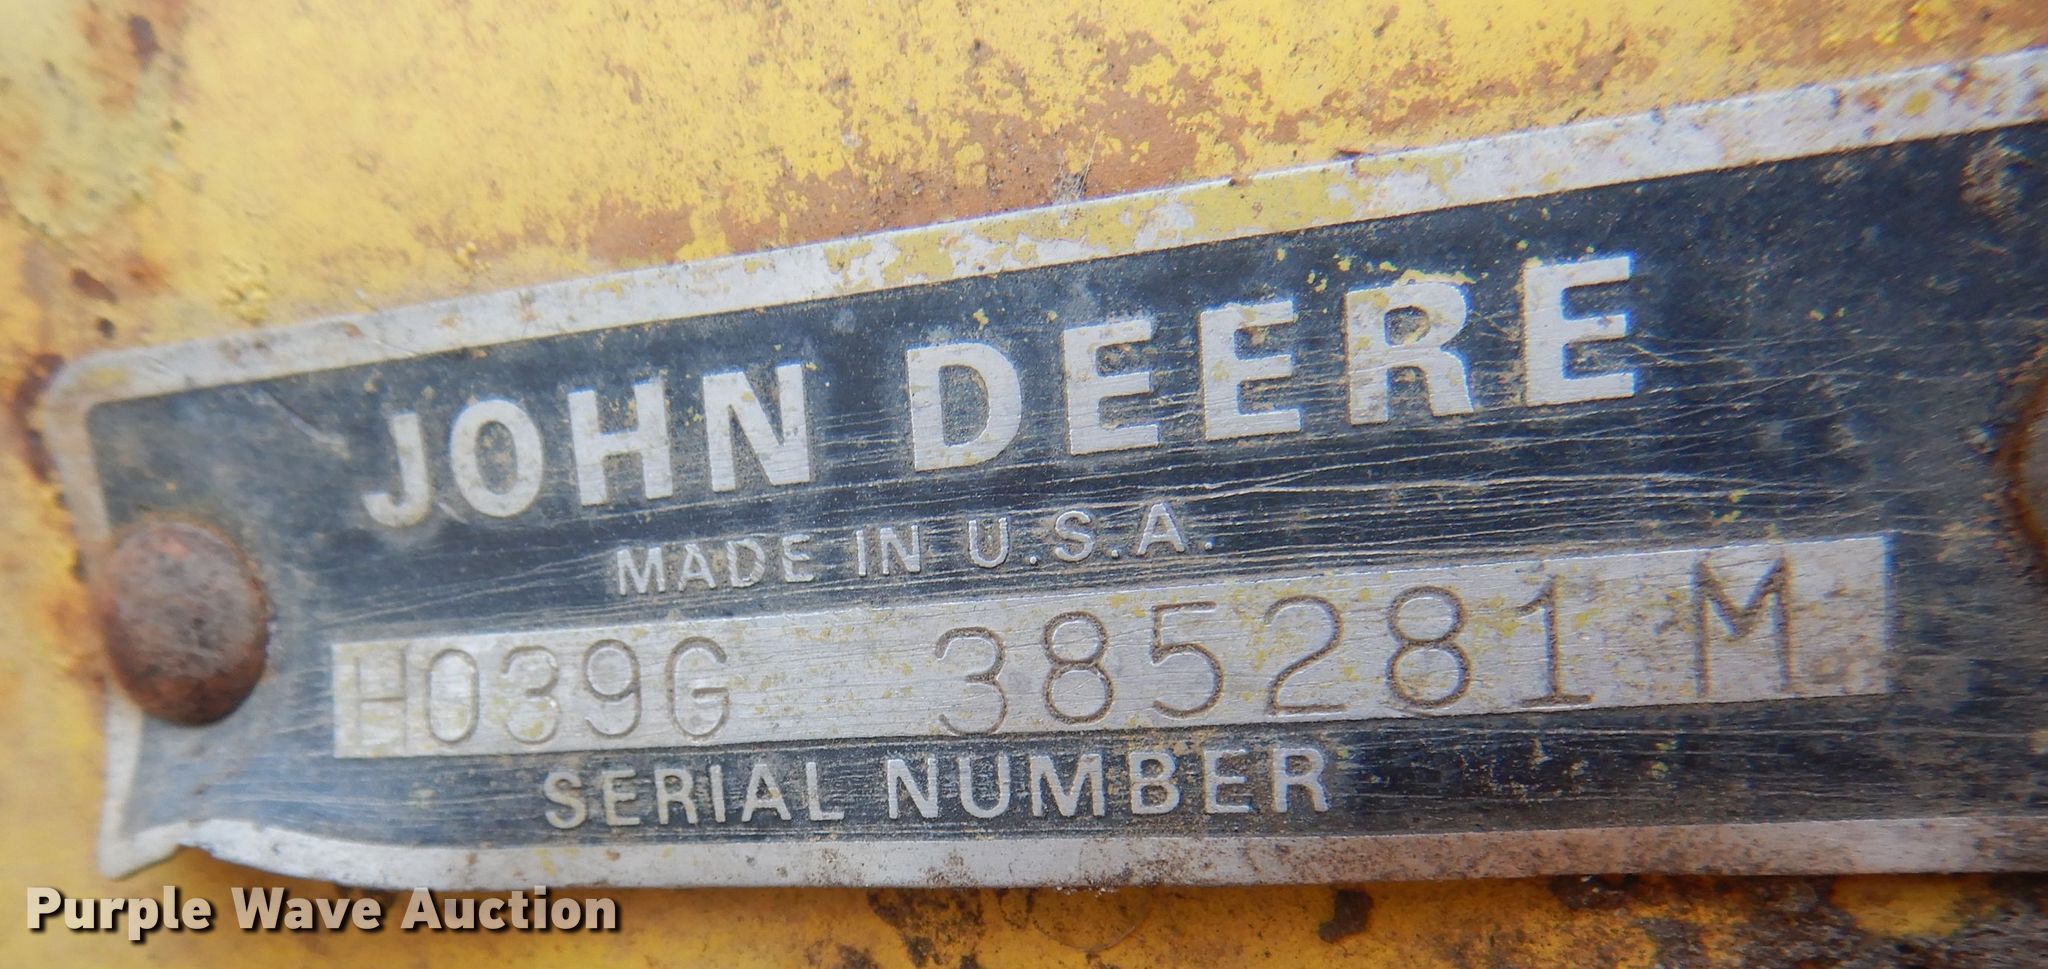 JOHN DEERE
MADE IN U.S.A.
H039G 385281 M
SERIAL NUMBER
Purple Wave Auction